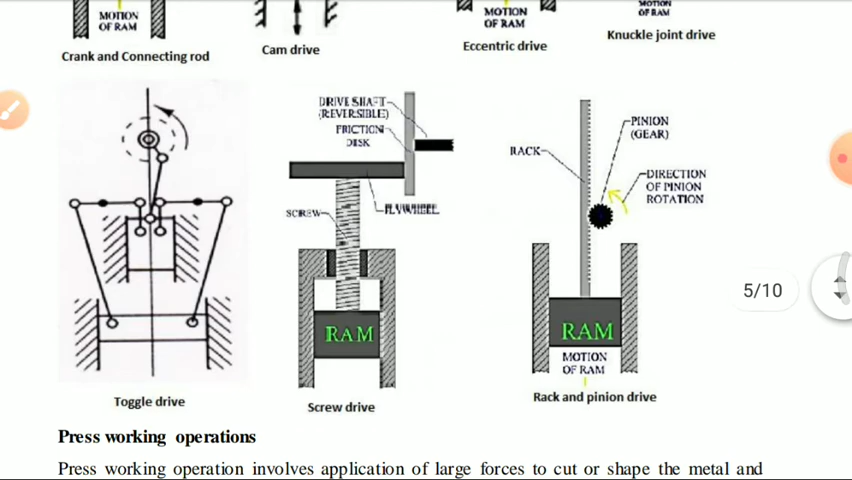 MOTION
OF RAM
Crank and Connecting rod
Cam drive
MOTION
OF RAM
Eccentric drive
MOTION
OF RAM
Knuckle joint drive
DRIVE SHAFT
(REVERSIBLE)
FRICTION
DISK
FLYWHEEL
SCREW
RAM
PINION
(GEAR)
RACK
DIRECTION
OF PINION
ROTATION
RAM
MOTION
OF RAM
5/10
Toggle drive
Screw drive
Rack and pinion drive
Press working operations
Press working operation involves application of large forces to cut or shape the metal and